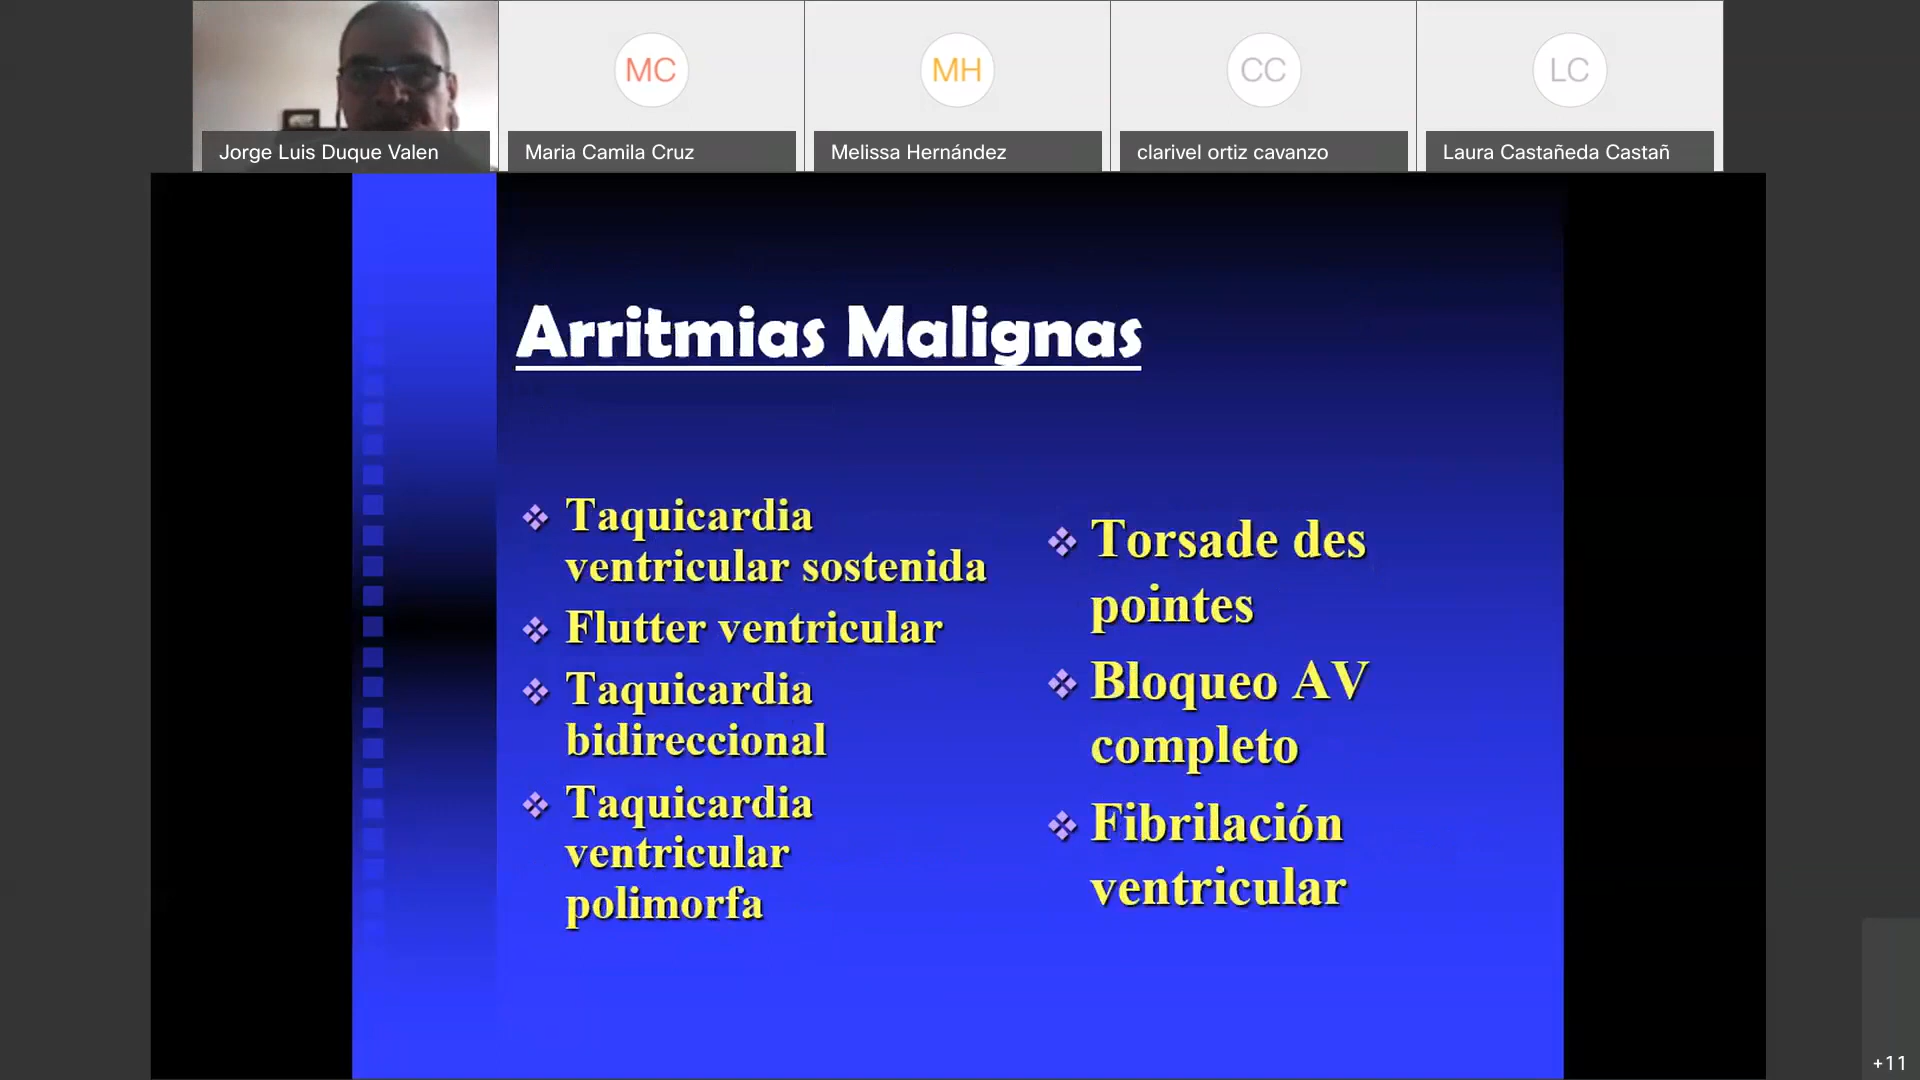 MC
MH
CC
LC
Jorge Luis Duque Valen
Maria Camila Cruz
Melissa Hernández
clarivel ortiz cavanzo
Laura Castañeda Castañ
Arritmias Malignas
Taquicardia
ventricular sostenida
Flutter ventricular
Taquicardia
bidireccional
Taquicardia
ventricular
polimorfa
Torsade des
pointes
Bloqueo AV
completo
Fibrilación
ventricular
+11